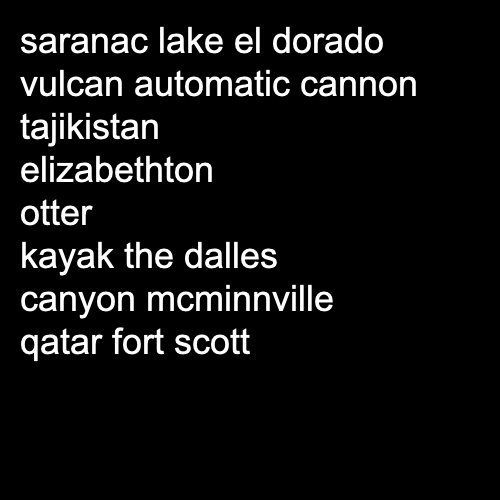 saranac lake el dorado
vulcan automatic cannon
tajikistan
elizabethton
otter
kayak the dalles
canyon mcminnville
qatar fort scott